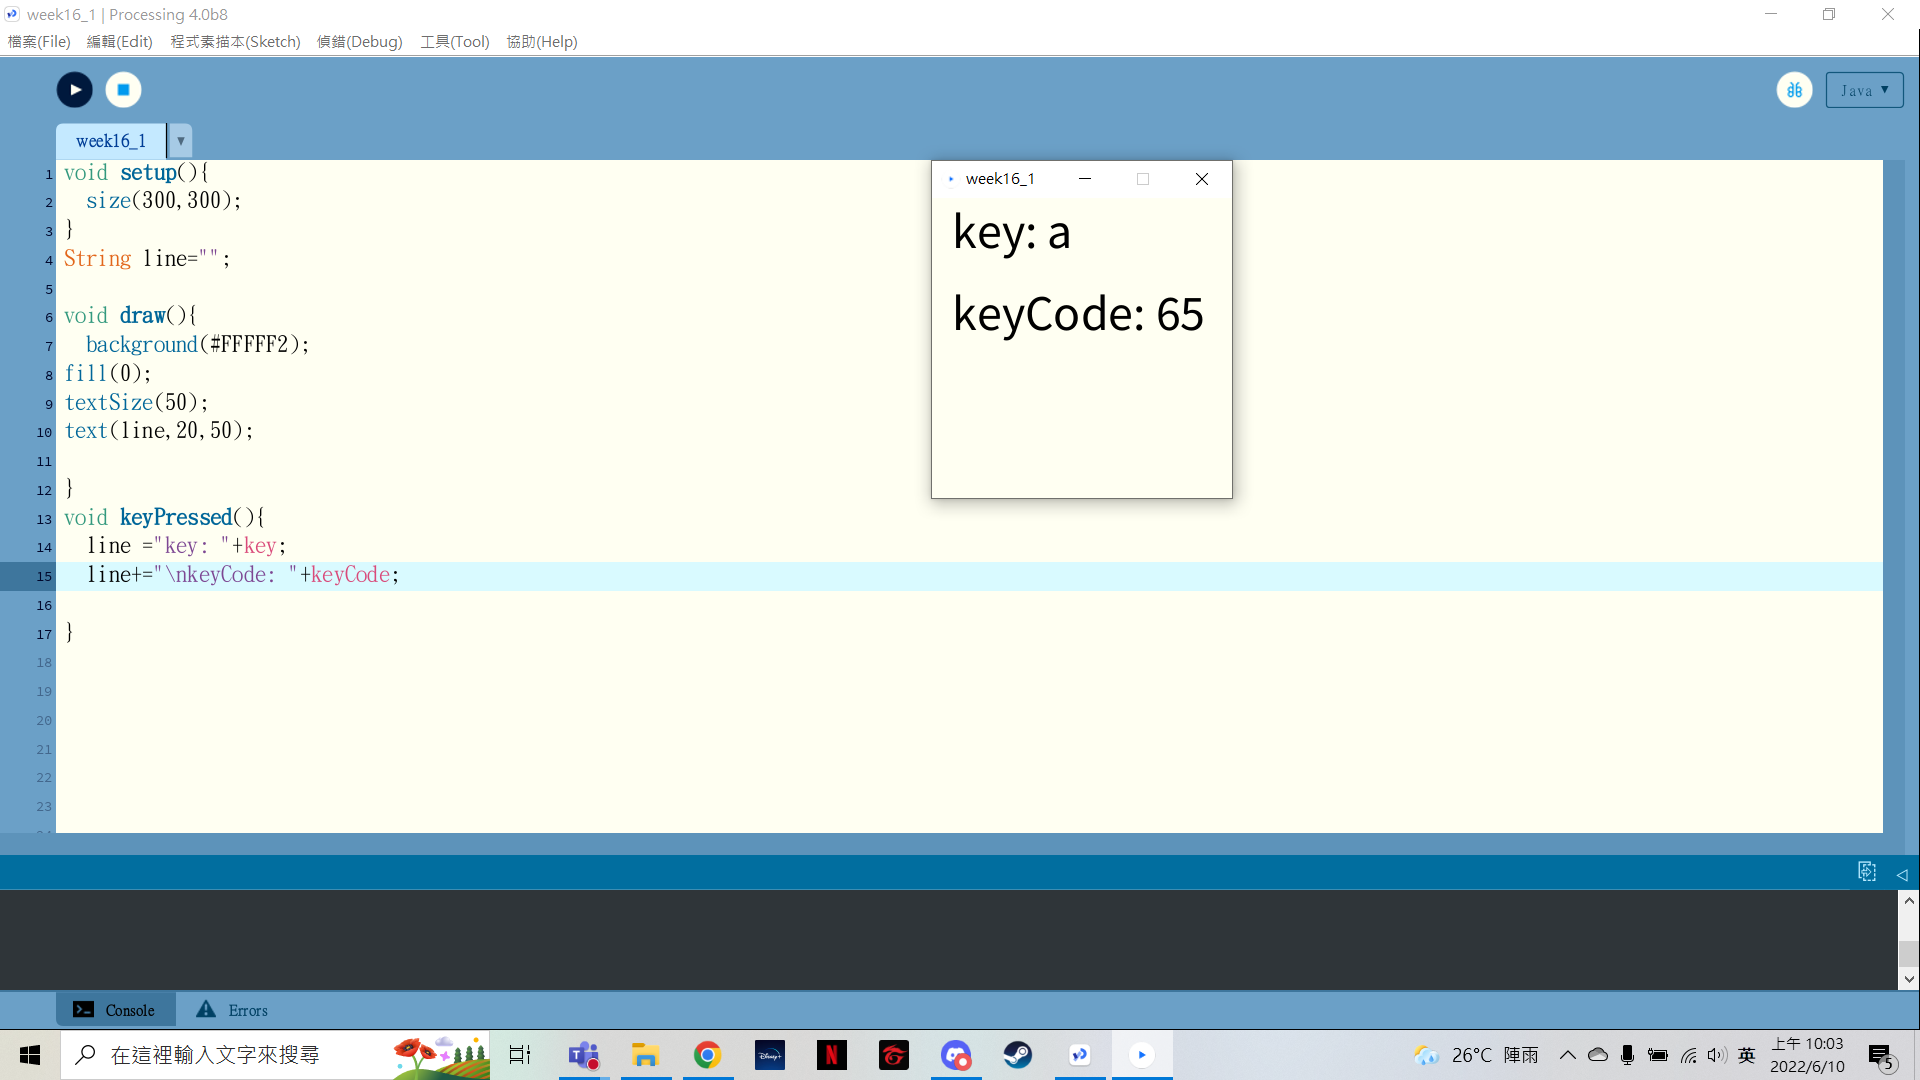 week16_1 | Processing 4.0b8
檔案(File) 編輯(Edit) 程式素描本(Sketch) 偵錯(Debug) 工具(Tool) 協助(Help)
Java ▼
week16_1 ▼
1 void setup(){
2 size(300,300);
3 }
4 String line="";
5
6 void draw(){
7 background(#FFFFF2);
8 fill(0);
9 textSize(50);
10 text(line,20,50);
11
12 }
13 void keyPressed(){
14 line ="key: "+key;
15 line+="\nkeyCode: "+keyCode;
16
17 }
18
19
20
21
22
23
week16_1
key: a
keyCode: 65
Console Errors
在這裡輸入文字來搜尋
Disney+
N
26°C 陣雨
英
上午 10:03
2022/6/10
5